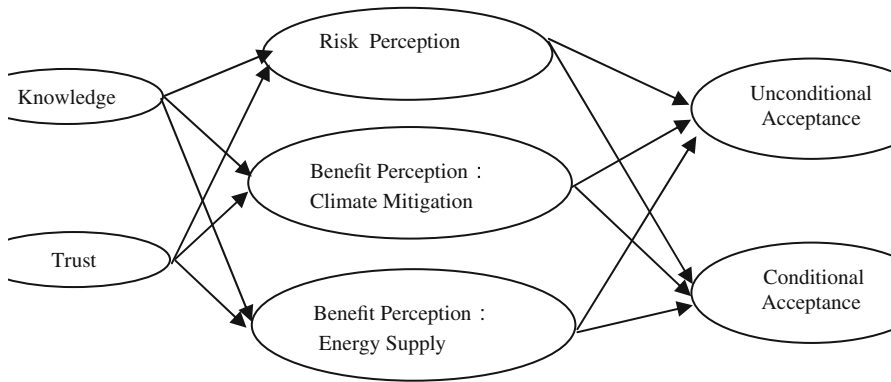 Risk Perception
Knowledge
Unconditional
Acceptance
Benefit Perception：
Climate Mitigation
Trust
Conditional
Acceptance
Benefit Perception：
Energy Supply